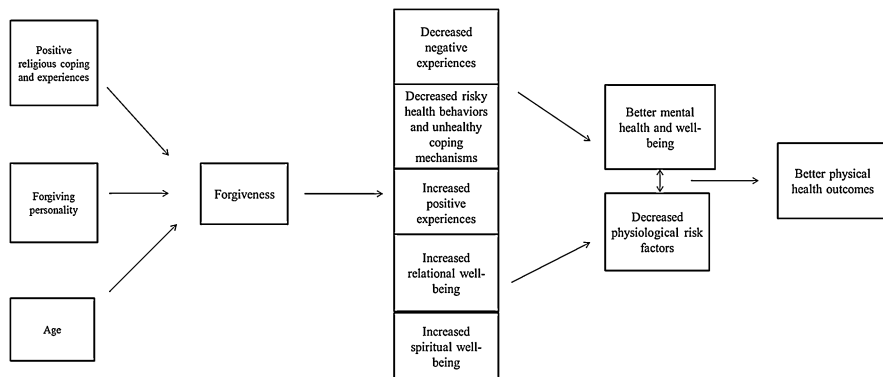 Positive
religious coping
and experiences
Forgiving
personality
Age
Forgiveness
Decreased
negative
experiences
Decreased risky
health behaviors
and unhealthy
coping
mechanisms
Increased
positive
experiences
Increased
relational well-
being
Increased
spiritual well-
being
Better mental
health and well-
being
Decreased
physiological risk
factors
Better physical
health outcomes